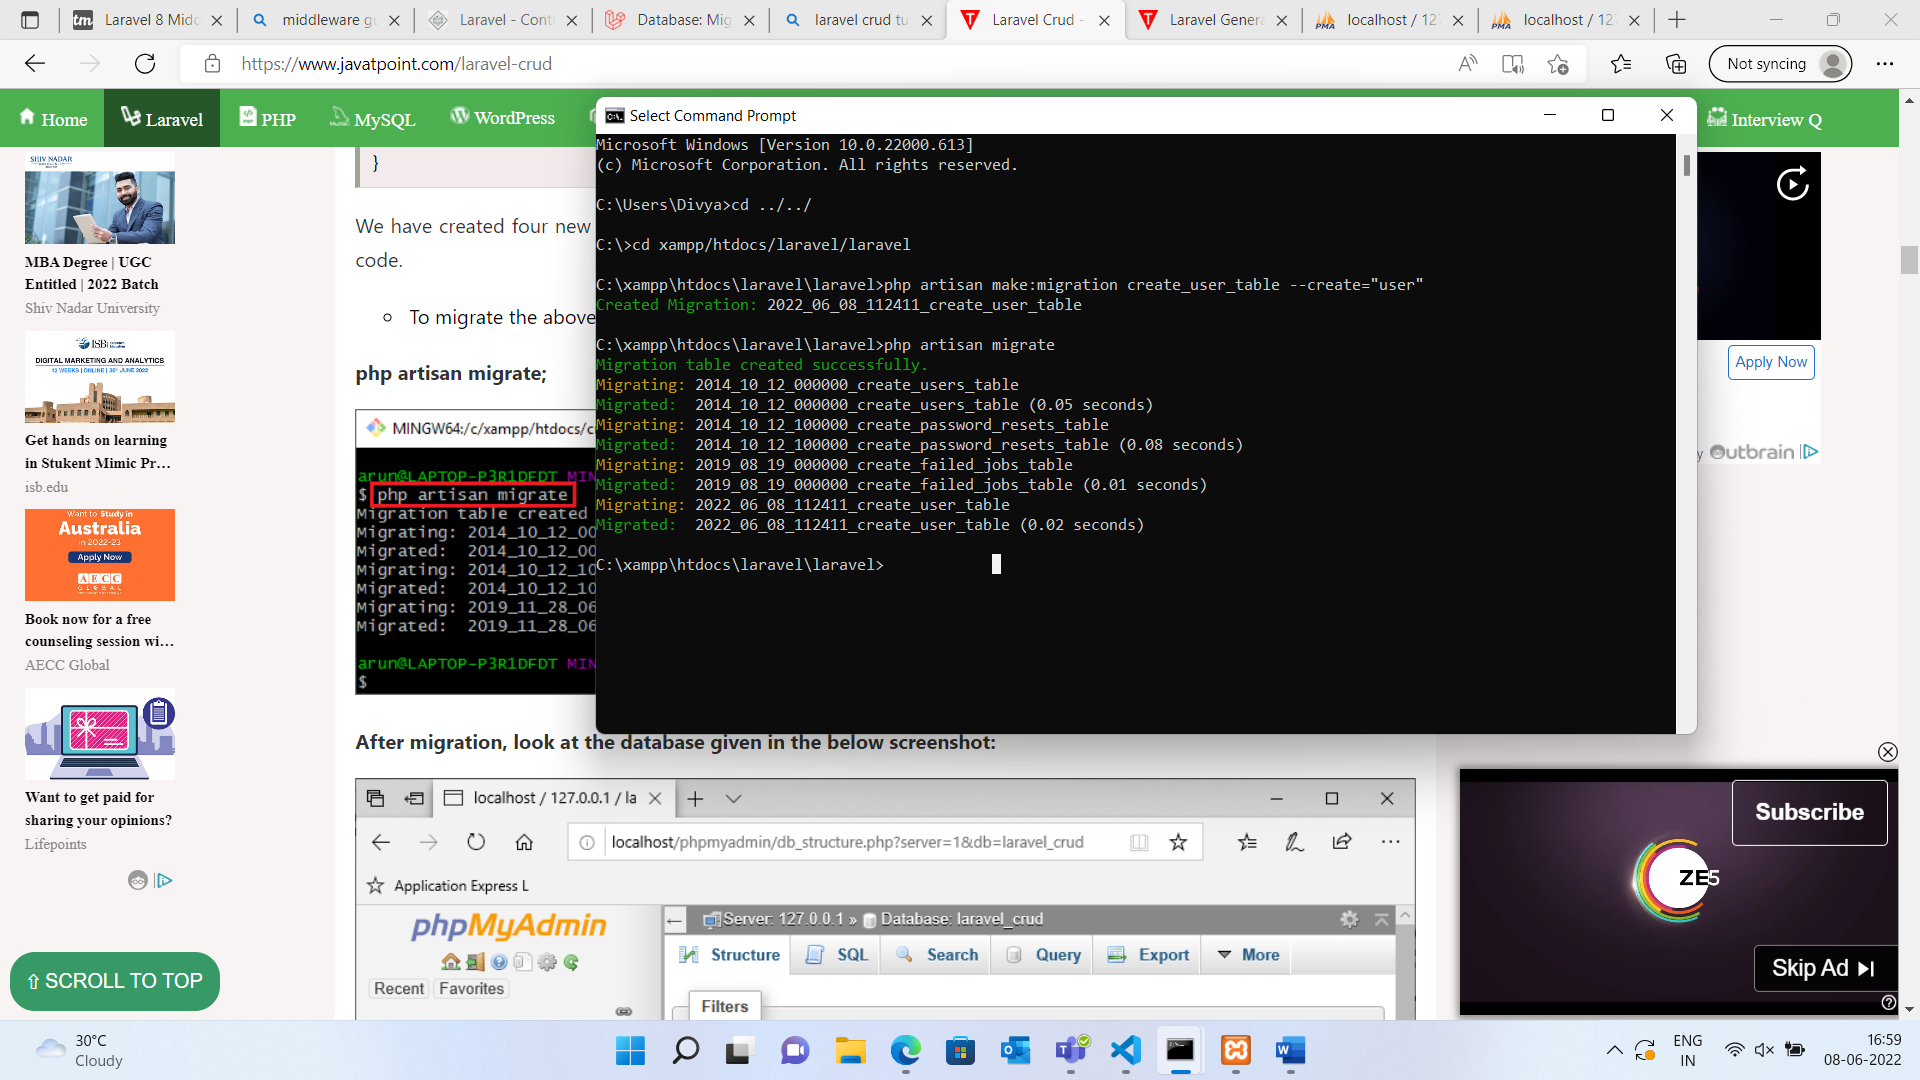 Laravel 8 Midd
middleware gu
Laravel - Cont
Database: Mig
laravel crud tu
Laravel Crud -
Laravel Genera
localhost / 127
localhost / 127
https://www.javatpoint.com/laravel-crud
Not syncing
Home
Laravel
PHP
MySQL
WordPress
Interview Q
SHIV NADAR
MBA Degree | UGC
Entitled | 2022 Batch
Shiv Nadar University
ISB
DIGITAL MARKETING AND ANALYTICS
Get hands on learning
in Stukent Mimic Pr...
isb.edu
Want to Study in
Australia
in 2022-23
Apply Now
AECC
GLOBAL
Book now for a free
counseling session wi...
AECC Global
Want to get paid for
sharing your opinions?
Lifepoints
⇧ SCROLL TO TOP
}
We have created four new
code.
To migrate the above
php artisan migrate;
MINGW64:/c/xampp/htdocs/c
arun@LAPTOP-P3R1DFDT MIN
$ php artisan migrate
Migration table created
Migrating: 2014_10_12_00
Migrated:  2014_10_12_00
Migrating: 2014_10_12_10
Migrated:  2014_10_12_10
Migrating: 2019_11_28_06
Migrated:  2019_11_28_06
arun@LAPTOP-P3R1DFDT MIN
$
Select Command Prompt
Microsoft Windows [Version 10.0.22000.613]
(c) Microsoft Corporation. All rights reserved.
C:\Users\Divya>cd ../../
C:\>cd xampp/htdocs/laravel/laravel
C:\xampp\htdocs\laravel\laravel>php artisan make:migration create_user_table --create="user"
Created Migration: 2022_06_08_112411_create_user_table
C:\xampp\htdocs\laravel\laravel>php artisan migrate
Migration table created successfully.
Migrating: 2014_10_12_000000_create_users_table
Migrated:  2014_10_12_000000_create_users_table (0.05 seconds)
Migrating: 2014_10_12_100000_create_password_resets_table
Migrated:  2014_10_12_100000_create_password_resets_table (0.08 seconds)
Migrating: 2019_08_19_000000_create_failed_jobs_table
Migrated:  2019_08_19_000000_create_failed_jobs_table (0.01 seconds)
Migrating: 2022_06_08_112411_create_user_table
Migrated:  2022_06_08_112411_create_user_table (0.02 seconds)
C:\xampp\htdocs\laravel\laravel>
Apply Now
y Outbrain
After migration, look at the database given in the below screenshot:
localhost / 127.0.0.1 / la
localhost/phpmyadmin/db_structure.php?server=1&db=laravel_crud
Application Express L
phpMyAdmin
Recent Favorites
Server: 127.0.0.1 » Database: laravel_crud
Structure SQL Search Query Export More
Filters
Subscribe
ZE5
Skip Ad
30°C
Cloudy
ENG
IN
16:59
08-06-2022